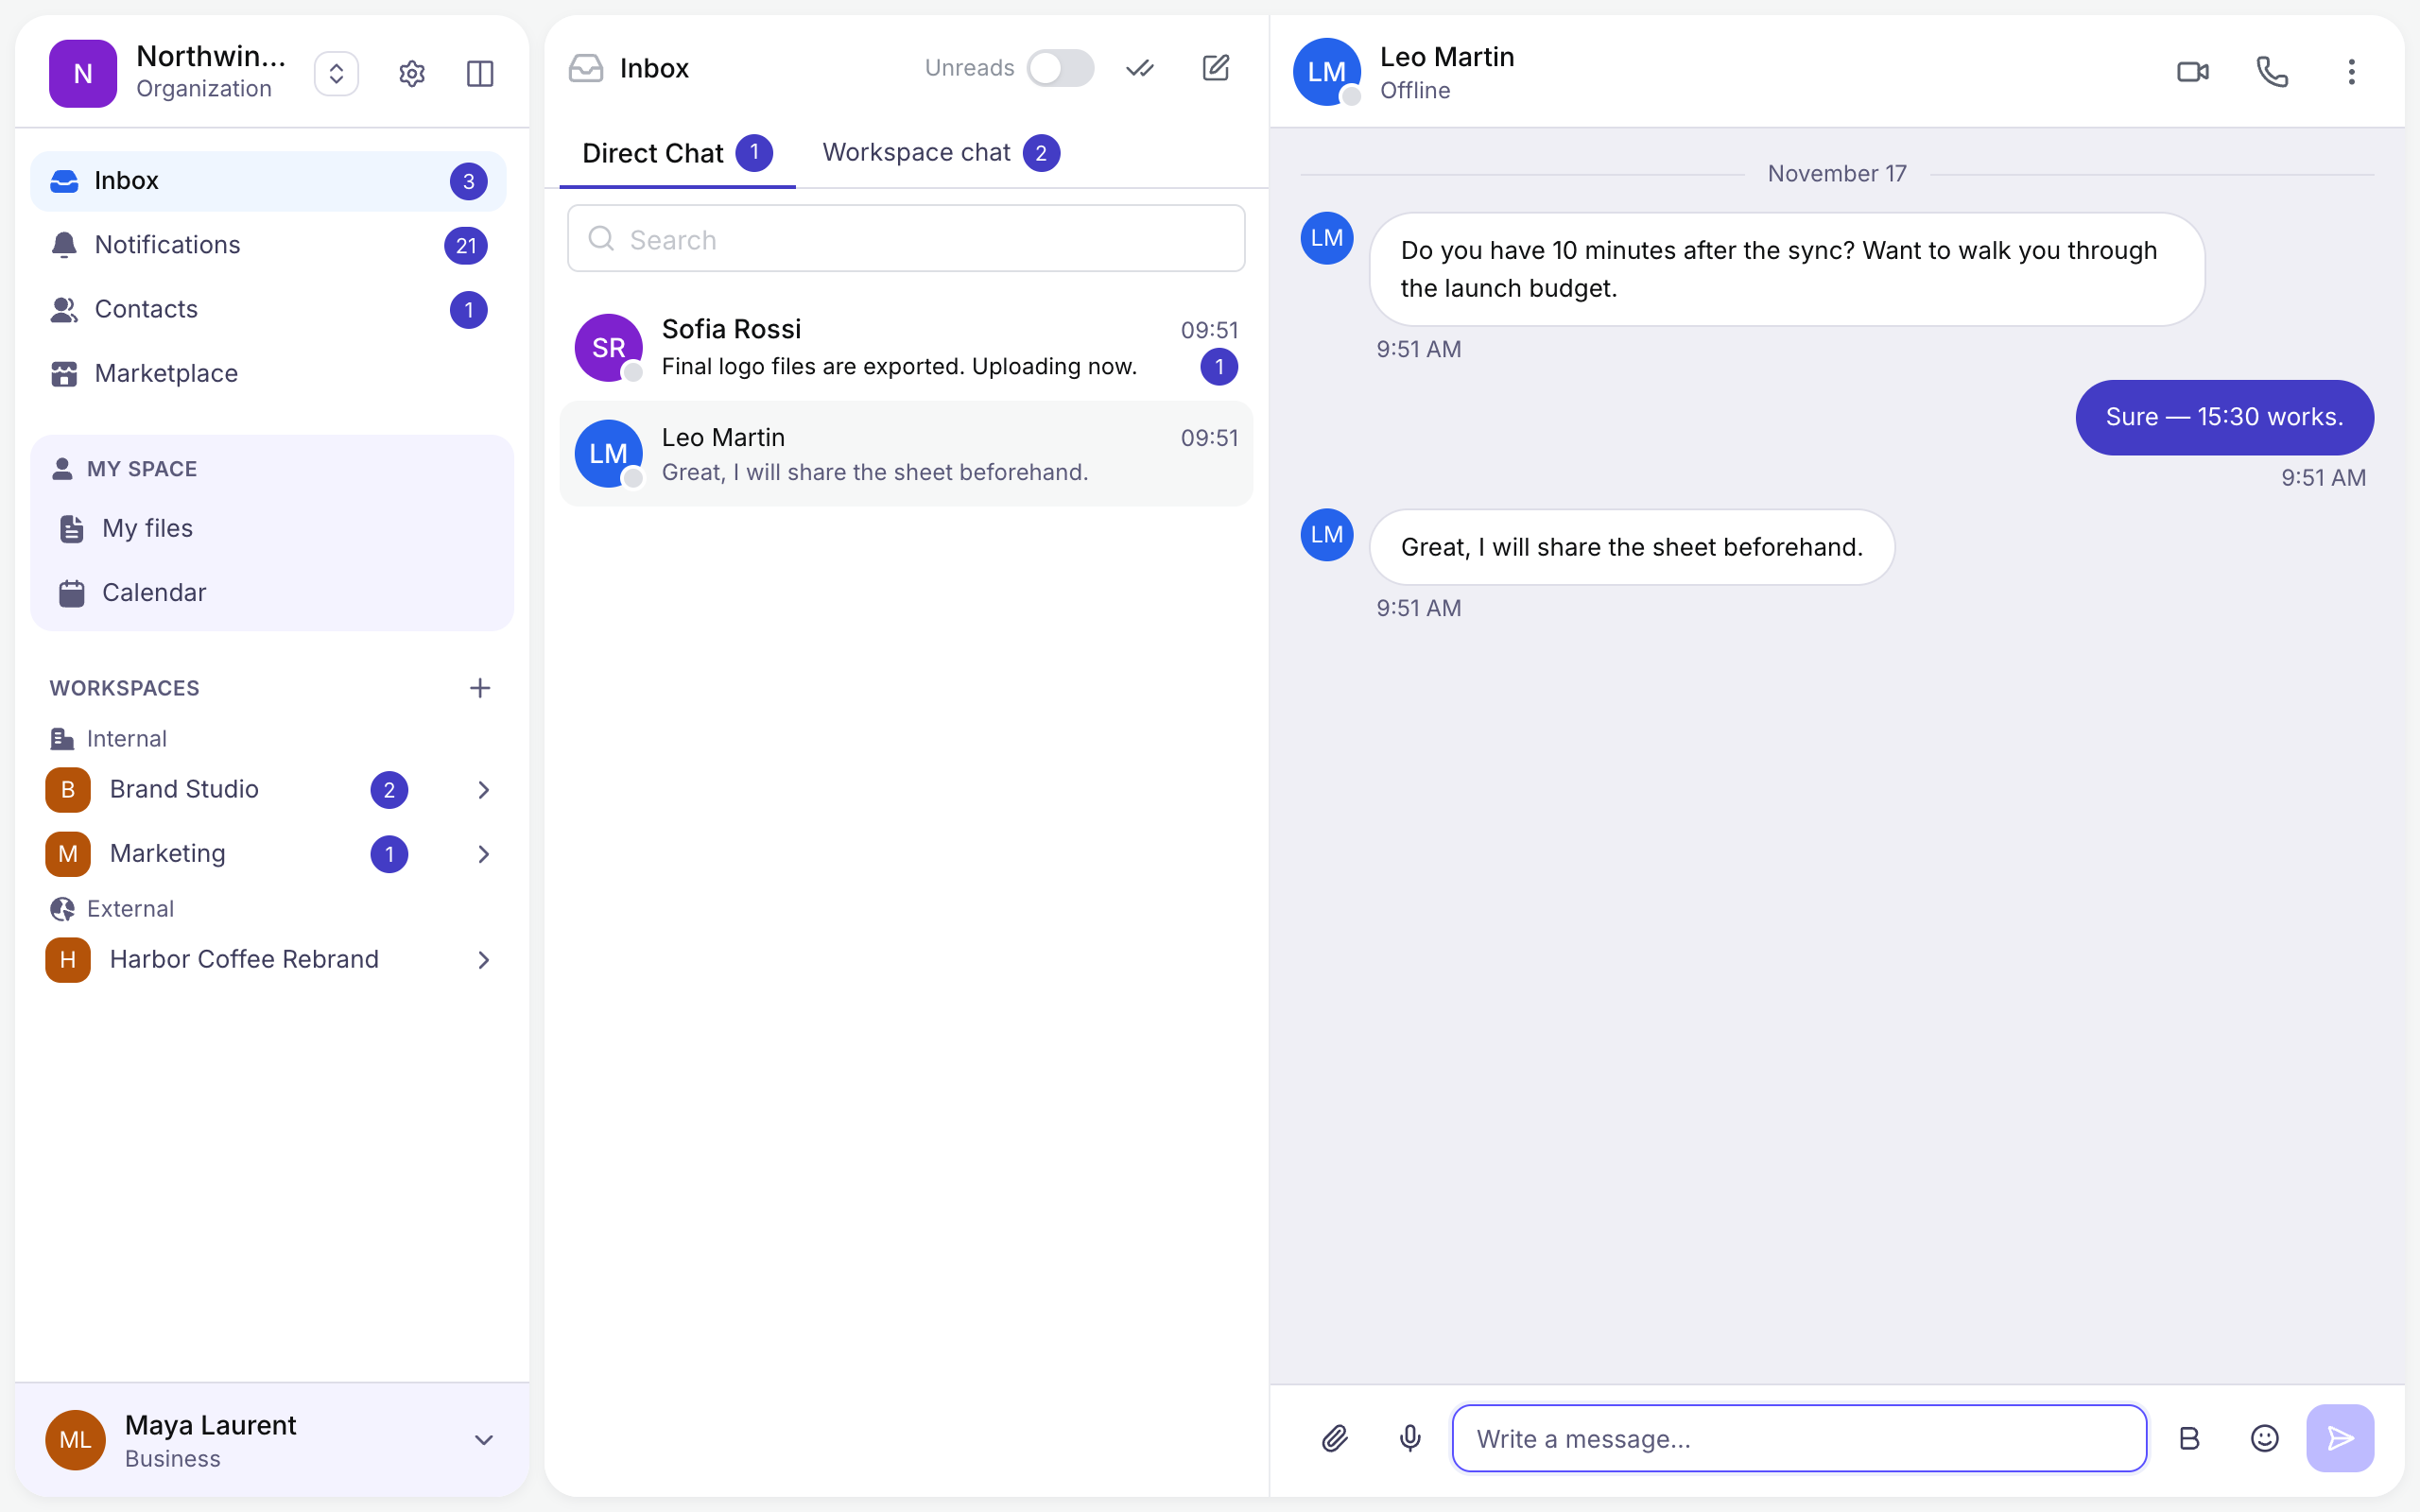 N
Northwin...
Organization
Inbox
3
Notifications
21
Contacts
1
Marketplace
MY SPACE
My files
Calendar
WORKSPACES
Internal
B
Brand Studio
2
M
Marketing
1
External
H
Harbor Coffee Rebrand
ML
Maya Laurent
Business
Inbox
Unreads
Direct Chat
1
Workspace chat
2
Search
SR
Sofia Rossi
09:51
Final logo files are exported. Uploading now.
1
LM
Leo Martin
09:51
Great, I will share the sheet beforehand.
LM
Leo Martin
Offline
November 17
LM
Do you have 10 minutes after the sync? Want to walk you through
the launch budget.
9:51 AM
Sure — 15:30 works.
9:51 AM
LM
Great, I will share the sheet beforehand.
9:51 AM
Write a message...